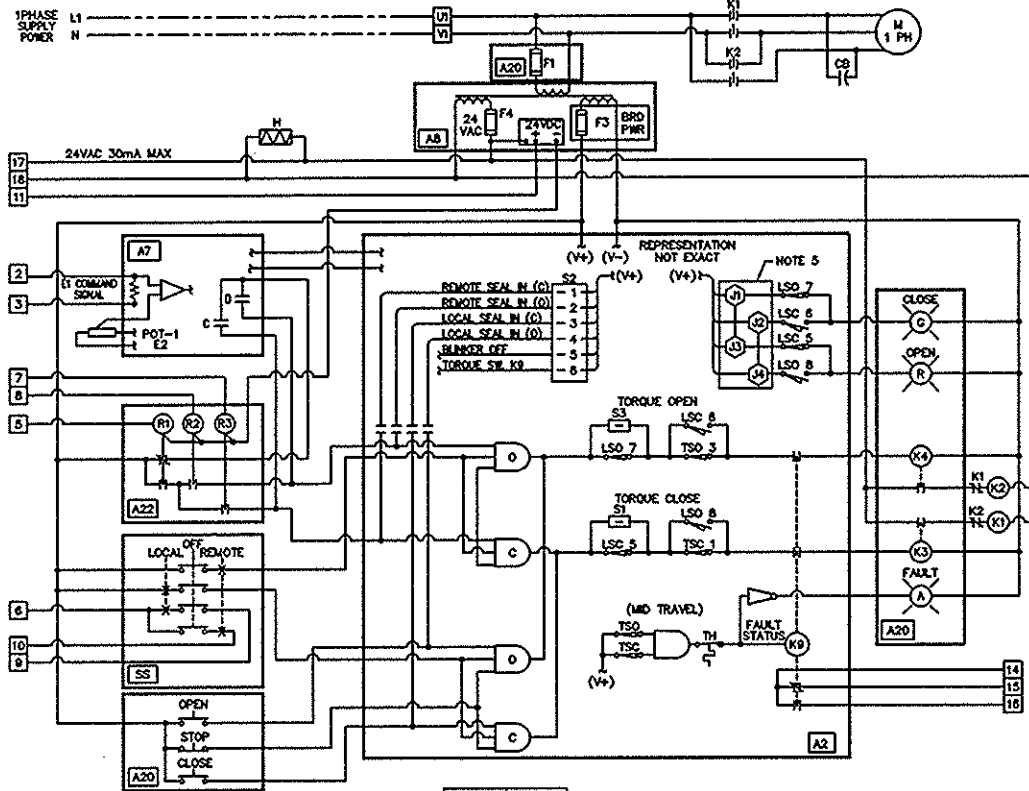 1PHASE SUPPLY POWER
L1
N
U1
V1
K1
K2
M
1 PH
CB
A20
F1
24 VAC
F4
24VDC
+
-
F3
BRD PWR
A8
H
24VAC 30mA MAX
17
18
11
A7
(V+)
(V-)
REPRESENTATION NOT EXACT
(V+)
(V+)
NOTE 5
2
3
E1 COMMAND SIGNAL
POT-1
E2
D
C
S2
REMOTE SEAL IN (C)
1
REMOTE SEAL IN (O)
2
LOCAL SEAL IN (C)
3
LOCAL SEAL IN (O)
4
BLINKER OFF
5
TORQUE SW. K9
6
J1
J2
J3
J4
LSO 7
LSC 6
LSC 5
LSO 8
CLOSE
G
OPEN
R
7
8
5
R1
R2
R3
A22
TORQUE OPEN
S3
LSC 6
LSO 7
TSO 3
O
K4
K1
K2
TORQUE CLOSE
S1
LSO 8
LSC 5
TSC 1
C
K2
K1
K3
FAULT
A
A20
OFF
LOCAL
REMOTE
6
10
9
SS
(MID TRAVEL)
TSO
TSC
(V+)
TH
FAULT STATUS
K9
O
14
15
16
OPEN
STOP
CLOSE
A20
C
A2